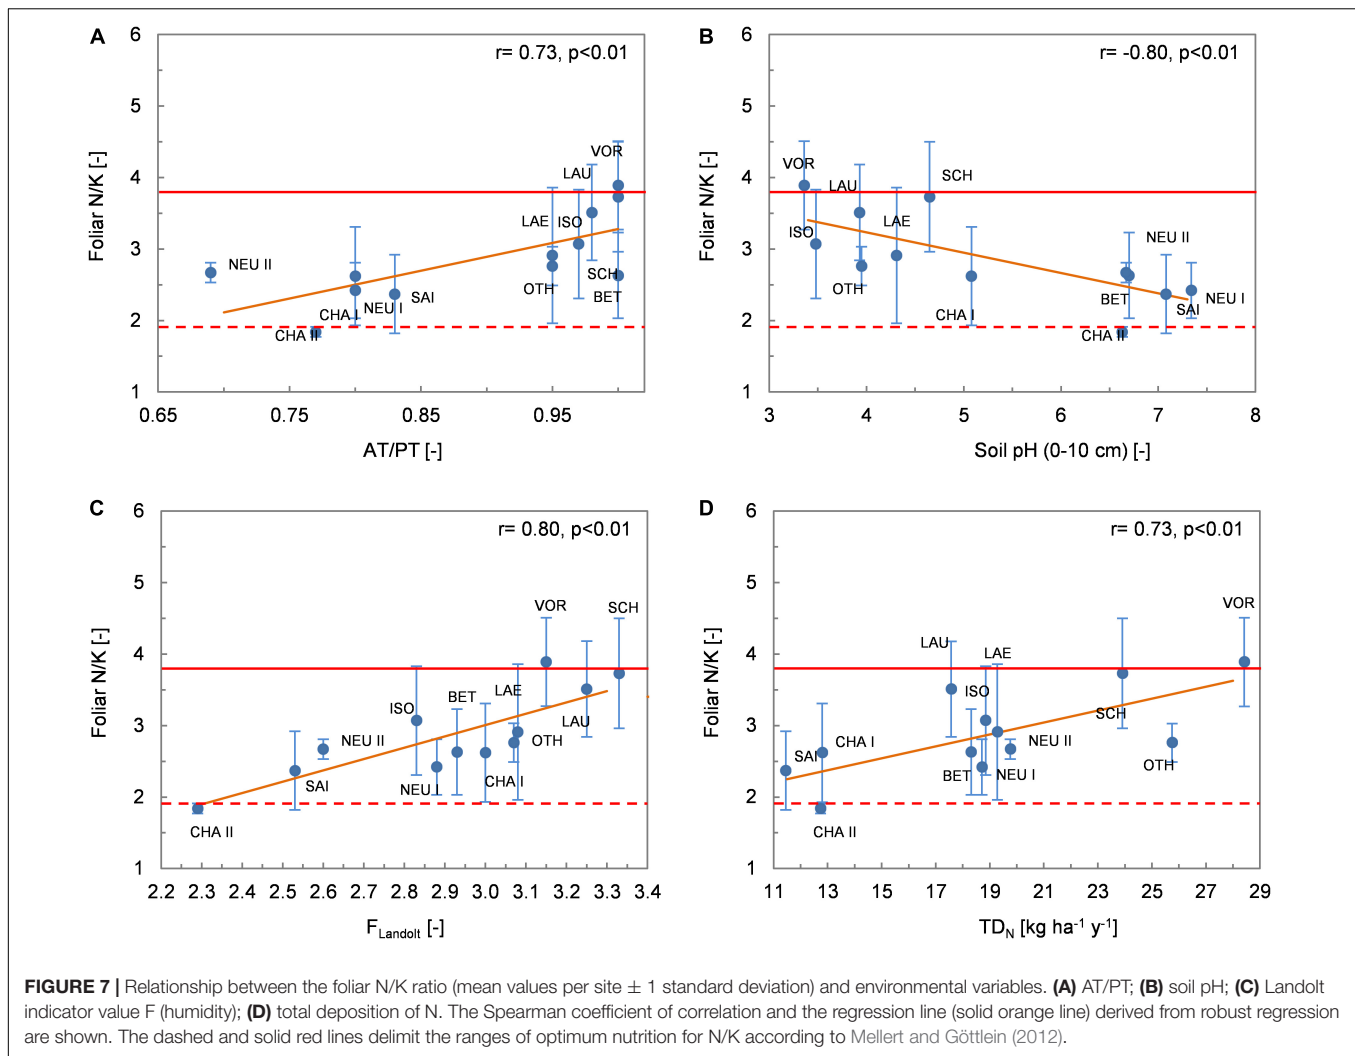 A
6
5
4
3
2
1
Foliar N/K [-]
r= 0.73, p<0.01
VOR
LAU
LAE
ISO
NEU II
SCH
OTH
BET
SAI
CHA I
NEU I
CHA II
0.65
0.75
0.85
0.95
AT/PT [-]
B
6
5
4
3
2
1
Foliar N/K [-]
r= -0.80, p<0.01
VOR
SCH
LAU
LAE
ISO
NEU II
OTH
BET
SAI
NEU I
CHA I
CHA II
3 4 5 6 7 8
Soil pH (0-10 cm) [-]
C
6
5
4
3
2
1
Foliar N/K [-]
r= 0.80, p<0.01
VOR
SCH
ISO
BET
LAE
LAU
NEU II
OTH
SAI
NEU I
CHA I
CHA II
2.2 2.3 2.4 2.5 2.6 2.7 2.8 2.9 3.0 3.1 3.2 3.3 3.4
FLandolt [-]
D
6
5
4
3
2
1
Foliar N/K [-]
r= 0.73, p<0.01
VOR
LAU
LAE
ISO
SCH
CHA I
NEU II
SAI
BET
NEU I
OTH
CHA II
11 13 15 17 19 21 23 25 27 29
TDN [kg ha-1 y-1]
FIGURE 7 | Relationship between the foliar N/K ratio (mean values per site ± 1 standard deviation) and environmental variables. (A) AT/PT; (B) soil pH; (C) Landolt
indicator value F (humidity); (D) total deposition of N. The Spearman coefficient of correlation and the regression line (solid orange line) derived from robust regression
are shown. The dashed and solid red lines delimit the ranges of optimum nutrition for N/K according to Mellert and Göttlein (2012).